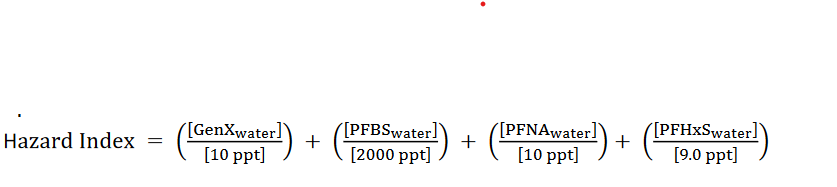 Hazard Index = ([GenXwater]/[10 ppt]) + ([PFBSwater]/[2000 ppt]) + ([PFNAwater]/[10 ppt]) + ([PFHxSwater]/[9.0 ppt])